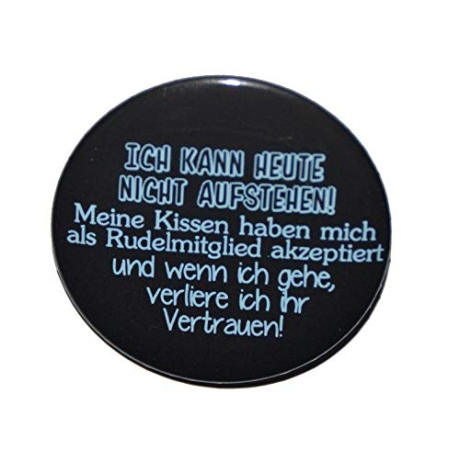 ICH KANN HEUTE
NICHT AUFSTEHEN!
Meine Kissen haben mich
als Rudelmitglied akzeptiert
und wenn ich gehe,
verliere ich ihr
Vertrauen!